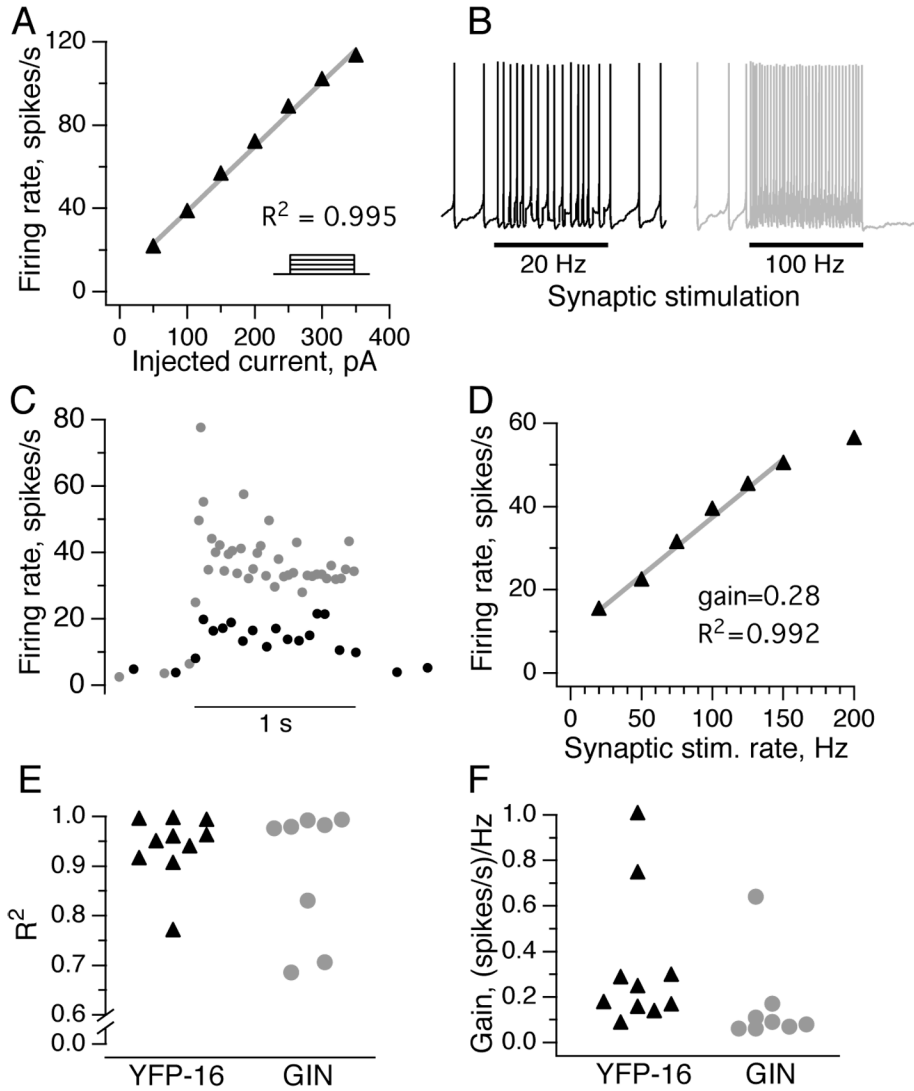 A
Firing rate, spikes/s
120
80
40
0
R² = 0.995
0 100 200 300 400
Injected current, pA
B
20 Hz
100 Hz
Synaptic stimulation
C
Firing rate, spikes/s
80
60
40
20
0
1 s
D
Firing rate, spikes/s
60
40
20
0
gain=0.28
R²=0.992
0 50 100 150 200
Synaptic stim. rate, Hz
E
R²
1.0
0.9
0.8
0.7
0.6
0.0
YFP-16 GIN
F
Gain, (spikes/s)/Hz
1.0
0.8
0.6
0.4
0.2
0.0
YFP-16 GIN